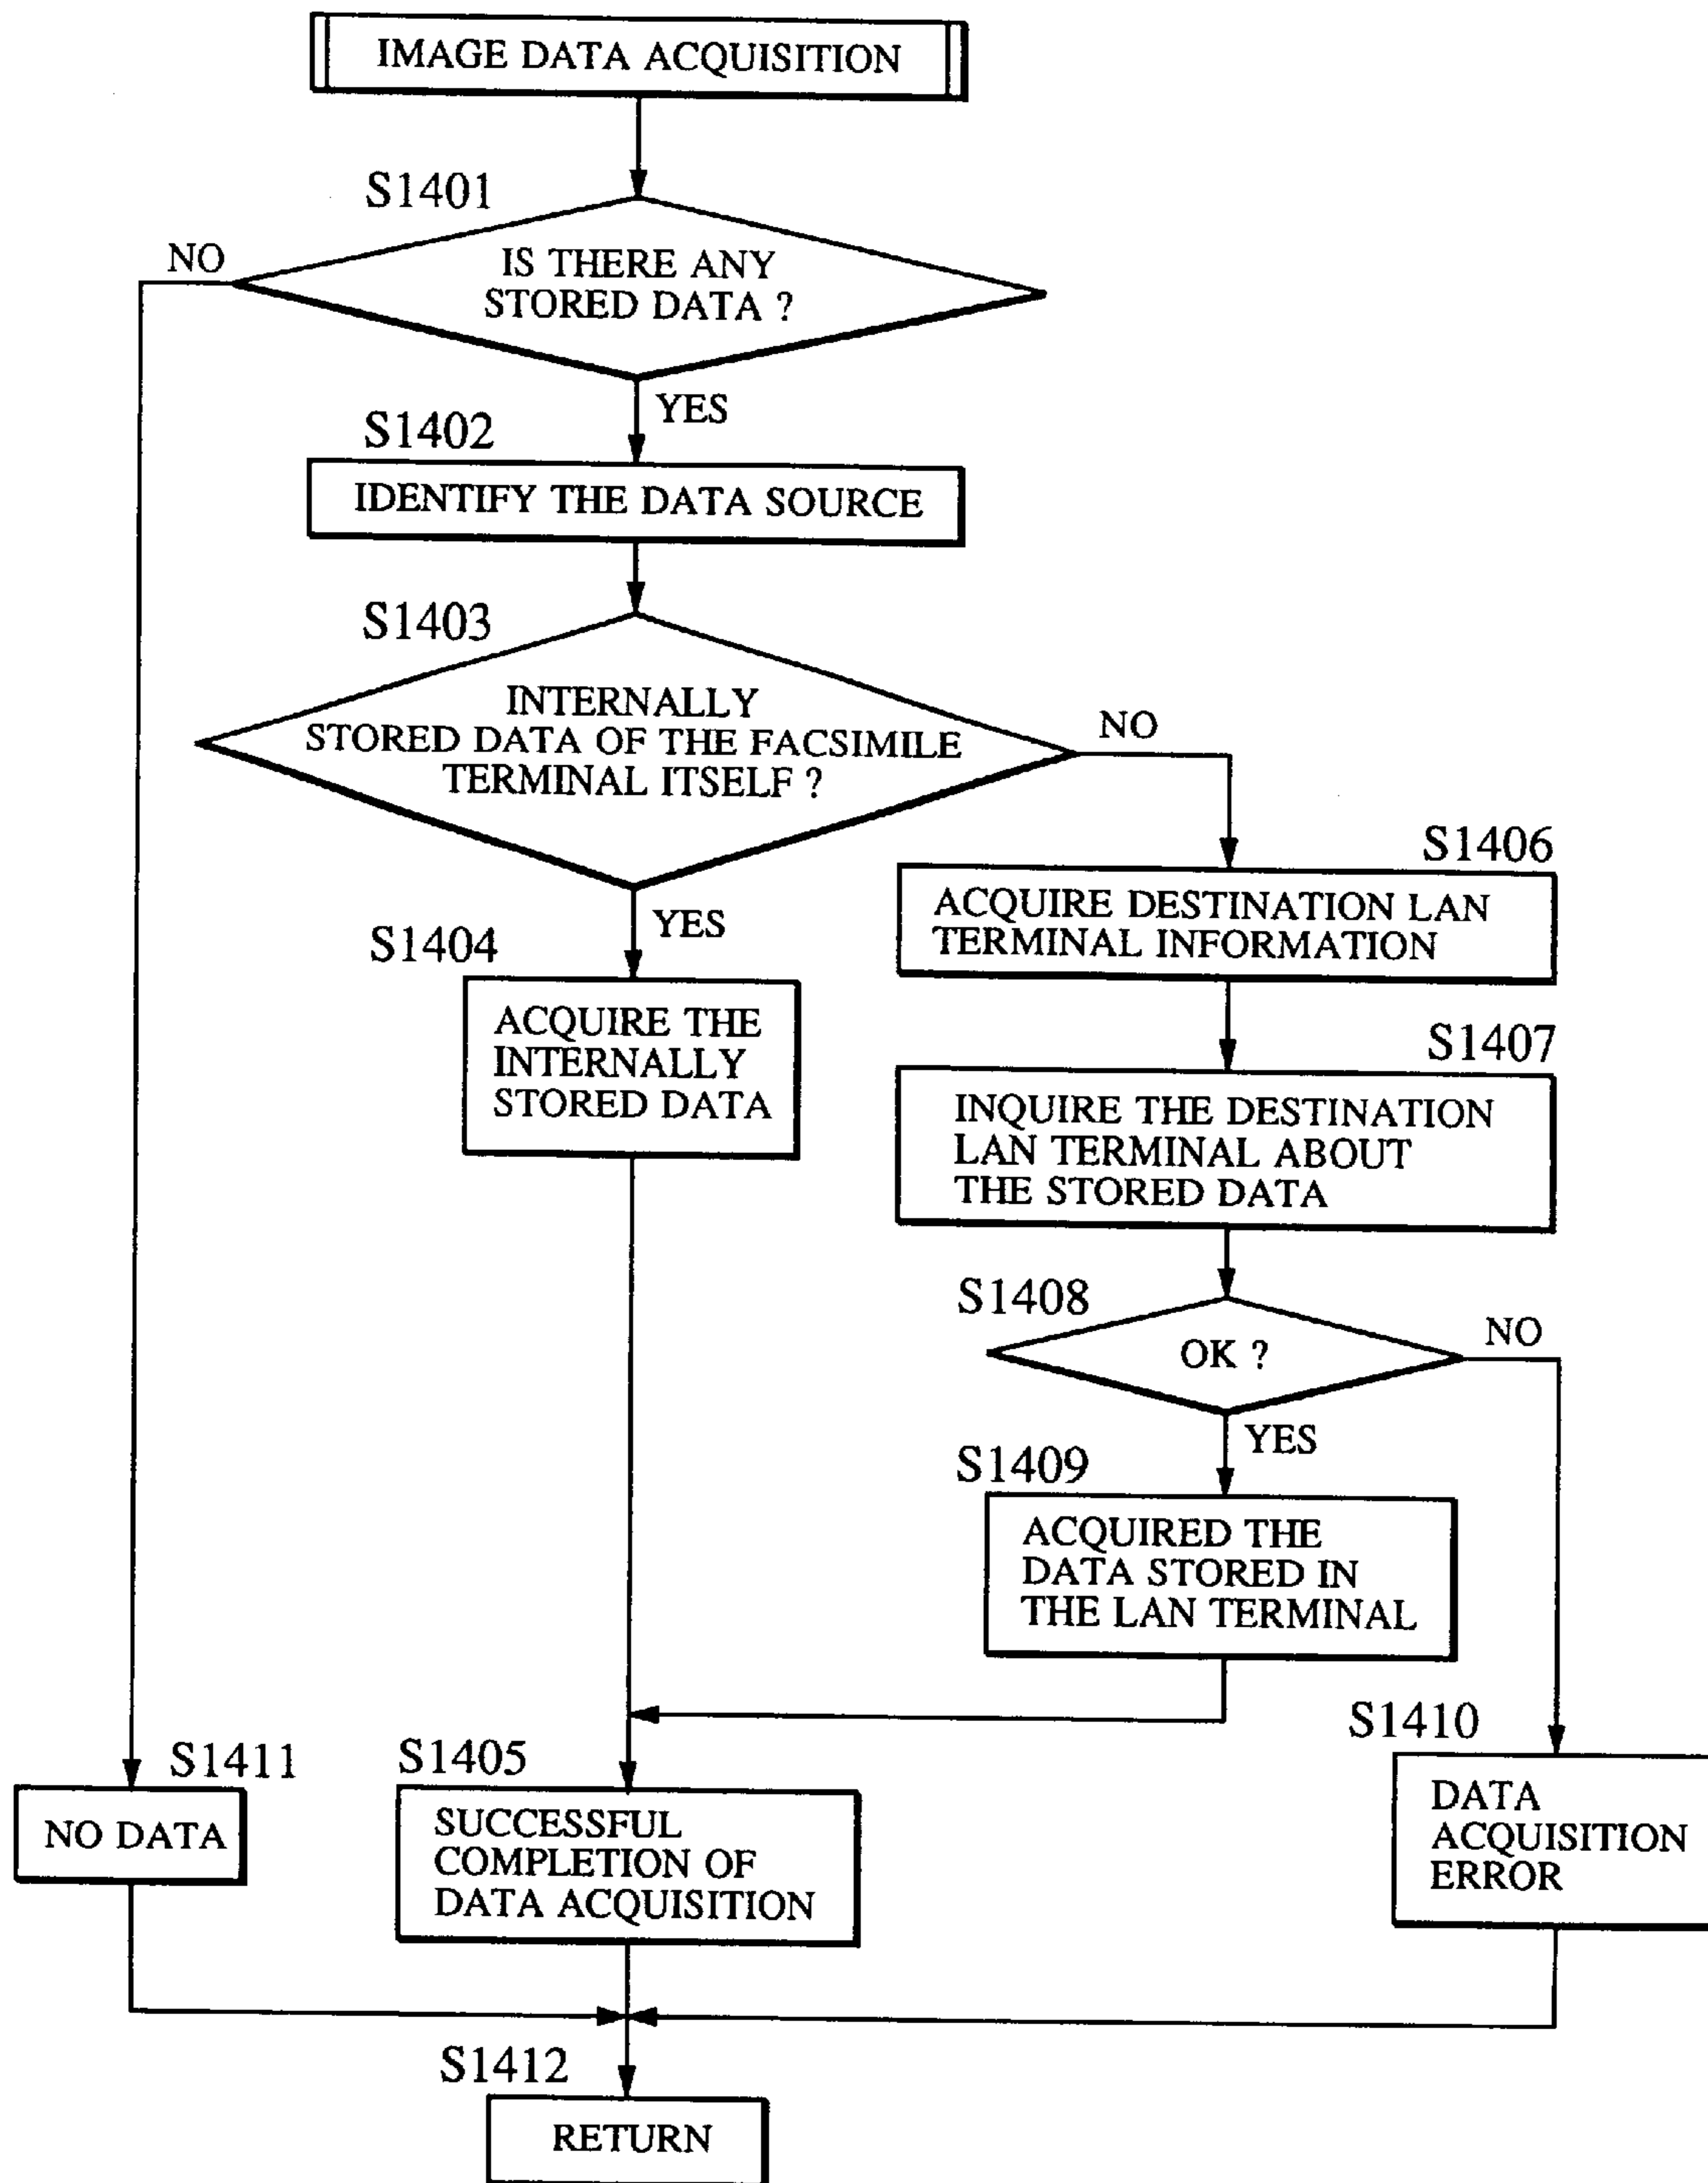 IMAGE DATA ACQUISITION
S1401
NO
IS THERE ANY
STORED DATA ?
YES
S1402
IDENTIFY THE DATA SOURCE
S1403
INTERNALLY
STORED DATA OF THE FACSIMILE
TERMINAL ITSELF ?
NO
YES
S1404
ACQUIRE THE
INTERNALLY
STORED DATA
S1406
ACQUIRE DESTINATION LAN
TERMINAL INFORMATION
S1407
INQUIRE THE DESTINATION
LAN TERMINAL ABOUT
THE STORED DATA
S1408
OK ?
NO
YES
S1409
ACQUIRED THE
DATA STORED IN
THE LAN TERMINAL
S1411
NO DATA
S1405
SUCCESSFUL
COMPLETION OF
DATA ACQUISITION
S1410
DATA
ACQUISITION
ERROR
S1412
RETURN